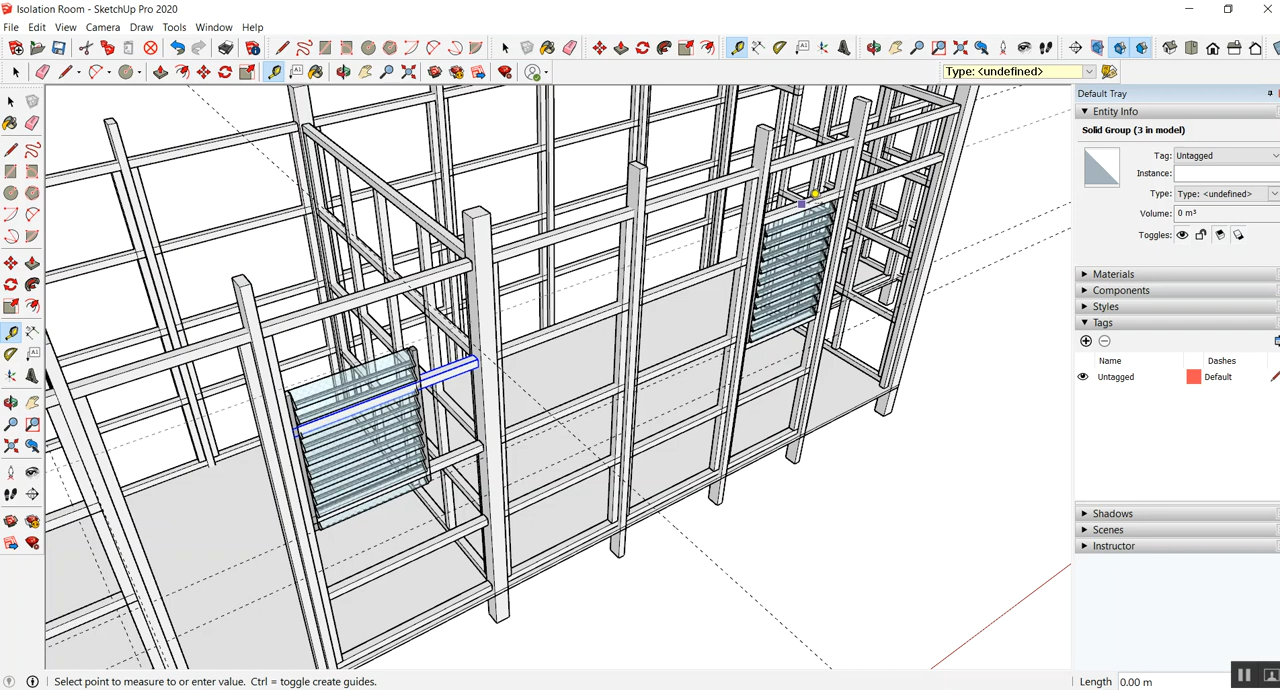 Isolation Room - SketchUp Pro 2020
File Edit View Camera Draw Tools Window Help
Type: <undefined>
Default Tray
Entity Info
Solid Group (3 in model)
Tag: Untagged
Instance:
Type: Type: <undefined>
Volume: 0 m³
Toggles:
Materials
Components
Styles
Tags
Name Dashes
Untagged Default
Shadows
Scenes
Instructor
Select point to measure to or enter value. Ctrl = toggle create guides.
Length 0.00 m